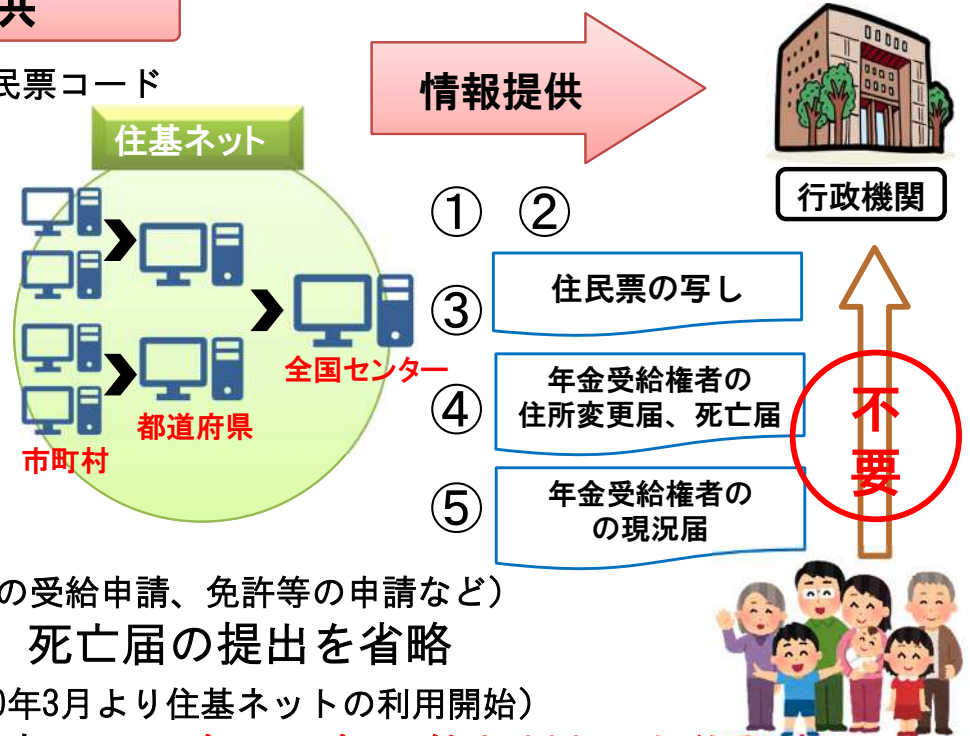 供
民票コード
情報提供
住基ネット
行政機関
① ②
③
住民票の写し
全国センター
④
年金受給権者の
住所変更届、死亡届
都道府県
市町村
不
要
⑤
年金受給権者の
の現況届
の受給申請、免許等の申請など）
死亡届の提出を省略
0年3月より住基ネットの利用開始）